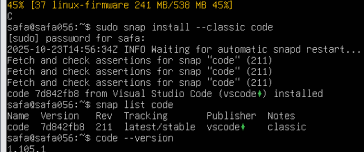 45% [37 linux-firmware 241 MB/538 MB 45%]
C
safa@safa056:~$ sudo snap install --classic code
[sudo] password for safa:
2025-10-23T14:56:34Z INFO Waiting for automatic snapd restart...
Fetch and check assertions for snap "code" (211)
Fetch and check assertions for snap "code" (211)
Fetch and check assertions for snap "code" (211)
code 7d842fb8 from Visual Studio Code (vscode✦) installed
safa@safa056:~$ snap list code
Name Version Rev Tracking Publisher Notes
code 7d842fb8 211 latest/stable vscode✦ classic
safa@safa056:~$ code --version
1.105.1